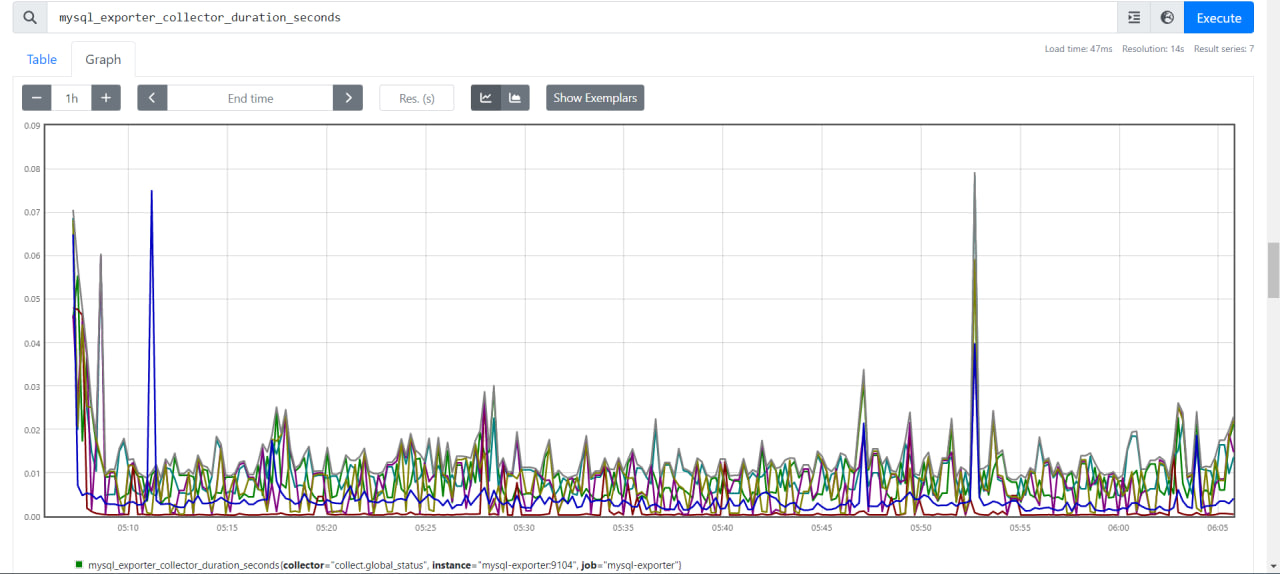 mysql_exporter_collector_duration_seconds
Execute
Load time: 47ms Resolution: 14s Result series: 7
Table Graph
1h End time Res. (s) Show Exemplars
0.09
0.08
0.07
0.06
0.05
0.04
0.03
0.02
0.01
0.00
05:10 05:15 05:20 05:25 05:30 05:35 05:40 05:45 05:50 05:55 06:00 06:05
mysql_exporter_collector_duration_seconds{collector="collect.global_status", instance="mysql-exporter:9104", job="mysql-exporter"}